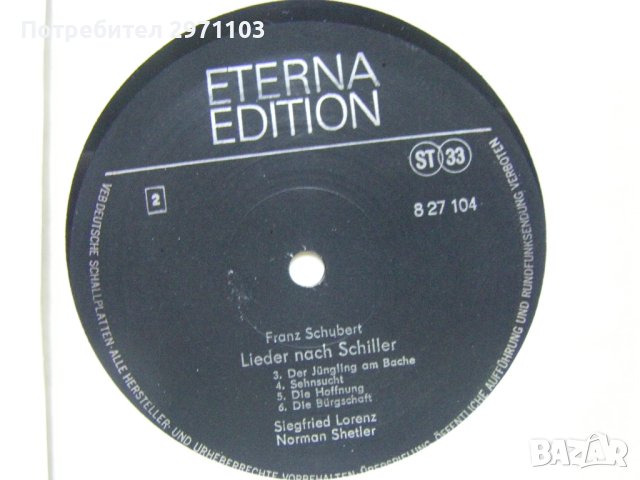 Потребител 2971103
ETERNA
EDITION
ST 33
2
8 27 104
Franz Schubert
Lieder nach Schiller
3. Der Jüngling am Bache
4. Sehnsucht
5. Die Hoffnung
6. Die Bürgschaft
Siegfried Lorenz
Norman Shetler
VEB DEUTSCHE SCHALLPLATTEN · ALLE HERSTELLER- UND URHEBERRECHTE VORBEHALTEN · ÜBERSPIELUNG, ÖFFENTLICHE AUFFÜHRUNG UND RUNDFUNKSENDUNG VERBOTEN
BAZAR